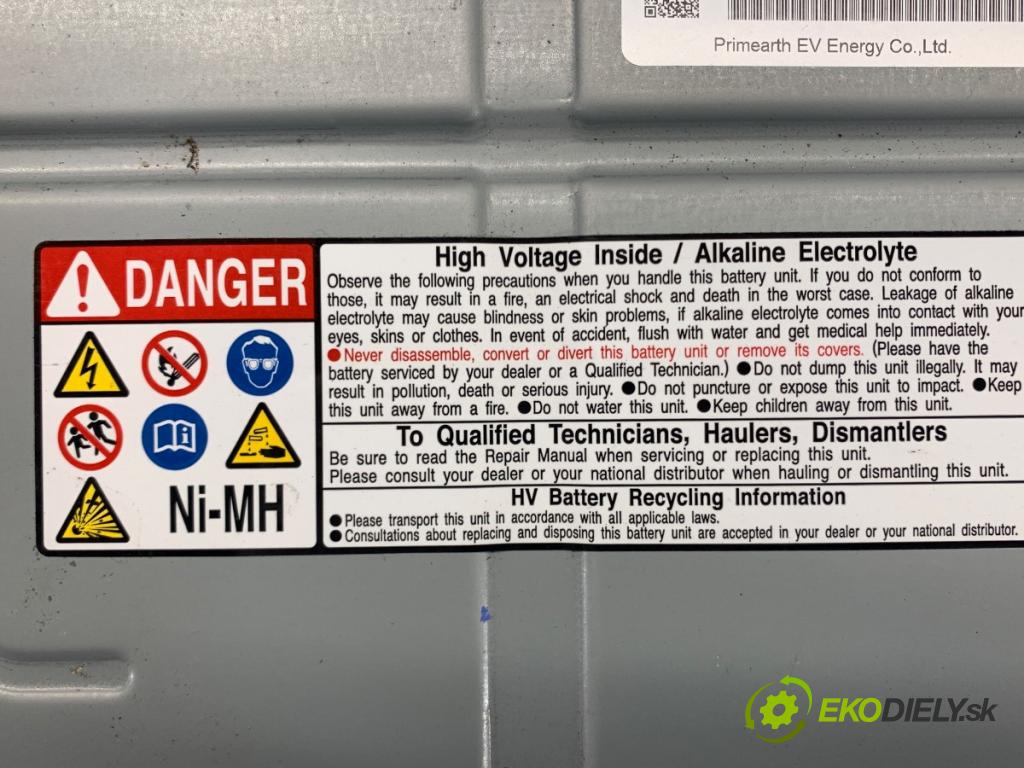 Primearth EV Energy Co.,Ltd.
DANGER
Ni-MH
High Voltage Inside / Alkaline Electrolyte
Observe the following precautions when you handle this battery unit. If you do not conform to
those, it may result in a fire, an electrical shock and death in the worst case. Leakage of alkaline
electrolyte may cause blindness or skin problems, if alkaline electrolyte comes into contact with your
eyes, skins or clothes. In event of accident, flush with water and get medical help immediately.
●Never disassemble, convert or divert this battery unit or remove its covers. (Please have the
battery serviced by your dealer or a Qualified Technician.) ●Do not dump this unit illegally. It may
result in pollution, death or serious injury. ●Do not puncture or expose this unit to impact. ●Keep
this unit away from a fire. ●Do not water this unit. ●Keep children away from this unit.
To Qualified Technicians, Haulers, Dismantlers
Be sure to read the Repair Manual when servicing or replacing this unit.
Please consult your dealer or your national distributor when hauling or dismantling this unit.
HV Battery Recycling Information
●Please transport this unit in accordance with all applicable laws.
●Consultations about replacing and disposing this battery unit are accepted in your dealer or your national distributor.
EKODIELY.sk